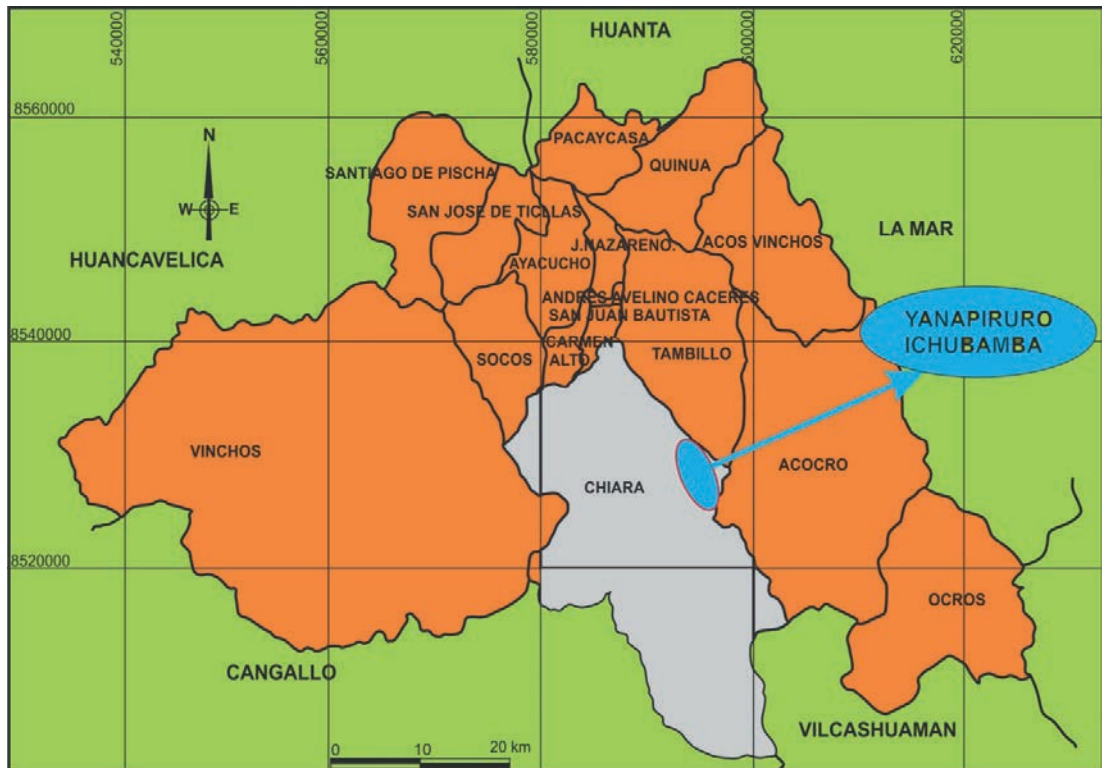 540000
560000
580000
600000
620000
HUANTA
8560000
PACAYCASA
N
QUINUA
SANTIAGO DE PISCHA
W E
SAN JOSE DE TICLLAS
LA MAR
HUANCAVELICA
J.NAZARENO.
ACOS VINCHOS
AYACUCHO
ANDRES AVELINO CACERES
SAN JUAN BAUTISTA
YANAPIRURO
ICHUBAMBA
8540000
CARMEN
ALTO
SOCOS
TAMBILLO
VINCHOS
ACOCRO
CHIARA
8520000
OCROS
CANGALLO
VILCASHUAMAN
0 10 20 km